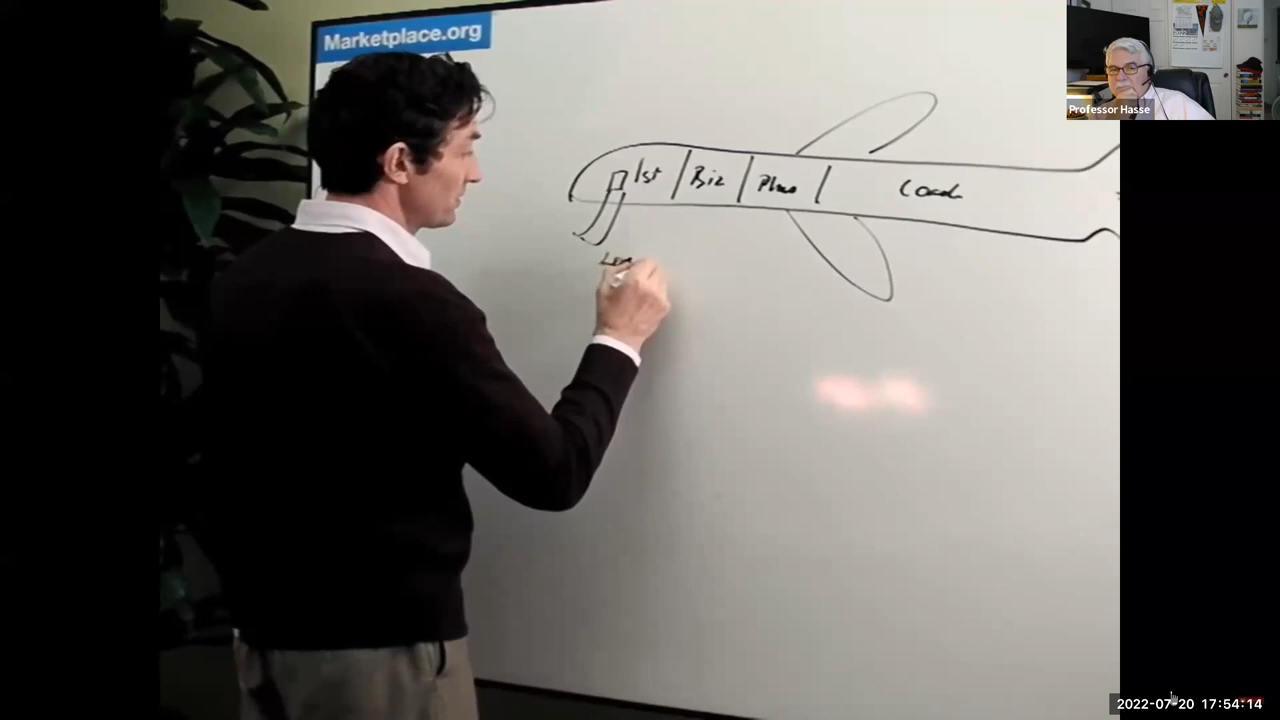 Marketplace.org
Professor Hasse
1st Biz Plus Coach
2022-07-20 17:54:14